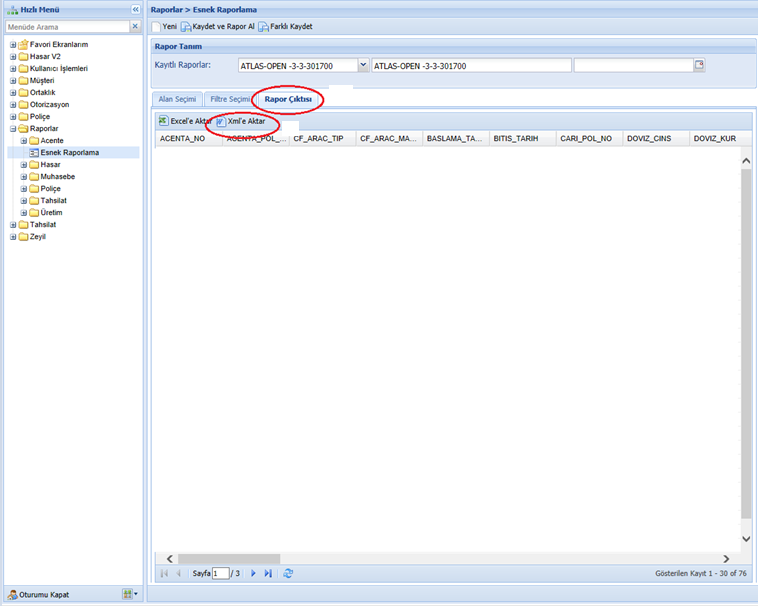 Hızlı Menü
Menüde Arama
Favori Ekranlarım
Hasar V2
Kullanıcı İşlemleri
Müşteri
Ortaklık
Otorizasyon
Poliçe
Raporlar
Acente
Esnek Raporlama
Hasar
Muhasebe
Poliçe
Tahsilat
Üretim
Tahsilat
Zeyil
Oturumu Kapat
Raporlar > Esnek Raporlama
Yeni Kaydet ve Rapor Al Farklı Kaydet
Rapor Tanım
Kayıtlı Raporlar: ATLAS-OPEN -3-3-301700 ATLAS-OPEN -3-3-301700
Alan Seçimi Filtre Seçimi Rapor Çıktısı
Excel'e Aktar Xml'e Aktar
ACENTA_NO ACENTA_POL_... CF_ARAC_TIP CF_ARAC_MA... BASLAMA_TA... BITIS_TARIH CARI_POL_NO DOVIZ_CINS DOVIZ_KUR
Sayfa 1 / 3 Gösterilen Kayıt 1 - 30 of 76